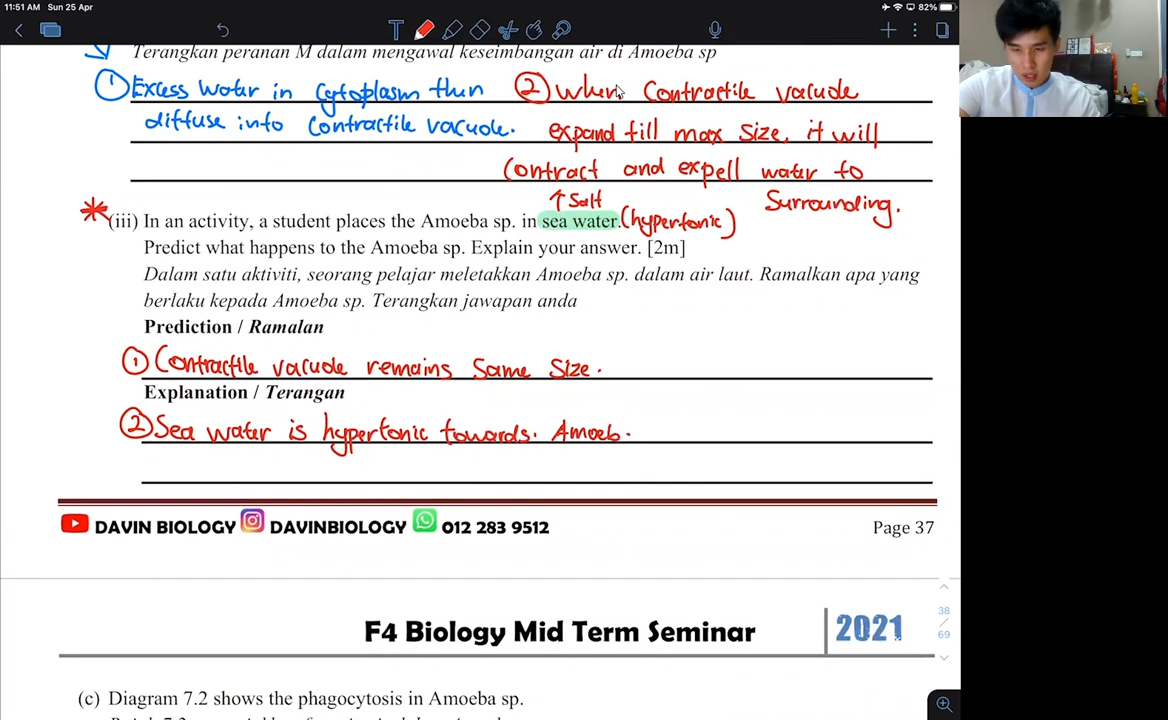 11:51 AM Sun 25 Apr
82%
Terangkan peranan M dalam mengawal keseimbangan air di Amoeba sp
① Excess water in cytoplasm then
diffuse into contractile vacuole.
② When contractile vacuole
expand fill max size. it will
contract and expell water to
surrounding.
↑ Salt
(iii) In an activity, a student places the Amoeba sp. in sea water. (hypertonic)
Predict what happens to the Amoeba sp. Explain your answer. [2m]
Dalam satu aktiviti, seorang pelajar meletakkan Amoeba sp. dalam air laut. Ramalkan apa yang
berlaku kepada Amoeba sp. Terangkan jawapan anda
Prediction / Ramalan
① Contractile vacuole remains same size.
Explanation / Terangan
② Sea water is hypertonic towards. Amoeb.
DAVIN BIOLOGY DAVINBIOLOGY 012 283 9512
Page 37
38
/
69
F4 Biology Mid Term Seminar 2021
(c) Diagram 7.2 shows the phagocytosis in Amoeba sp.